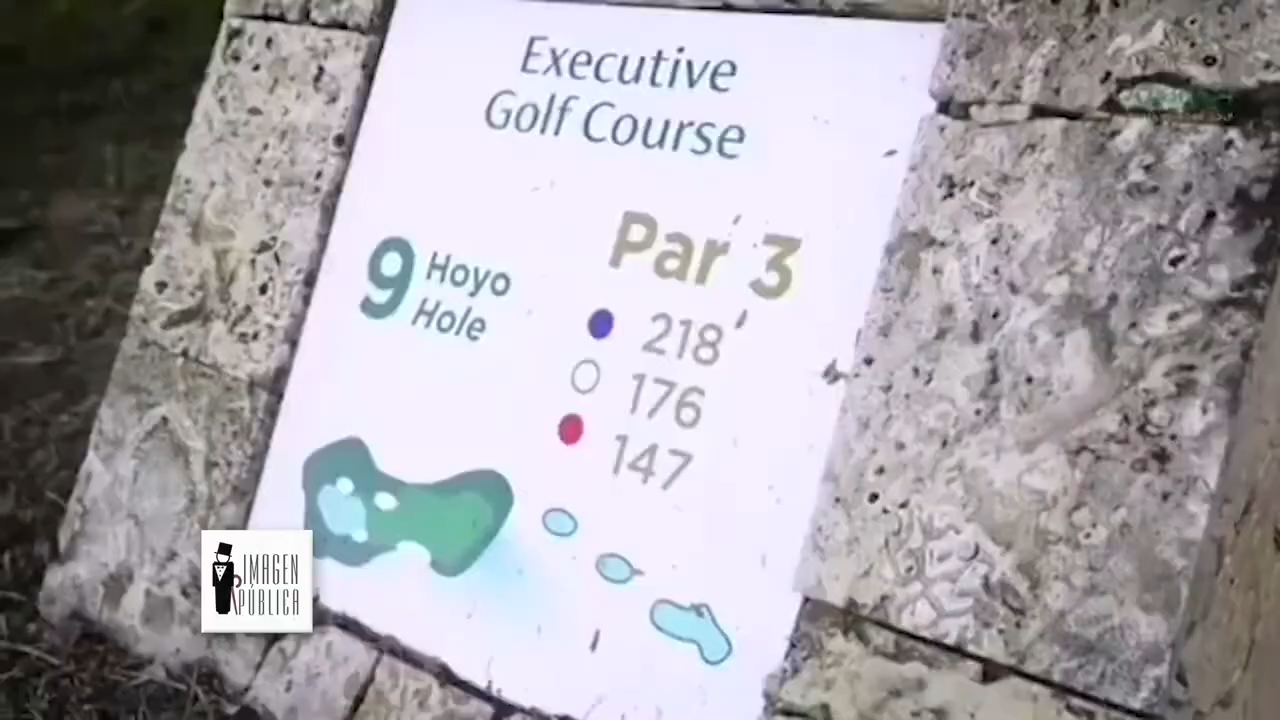 Executive
Golf Course
Par 3
9 Hoyo
Hole
218
176
147
IMAGEN
PÚBLICA